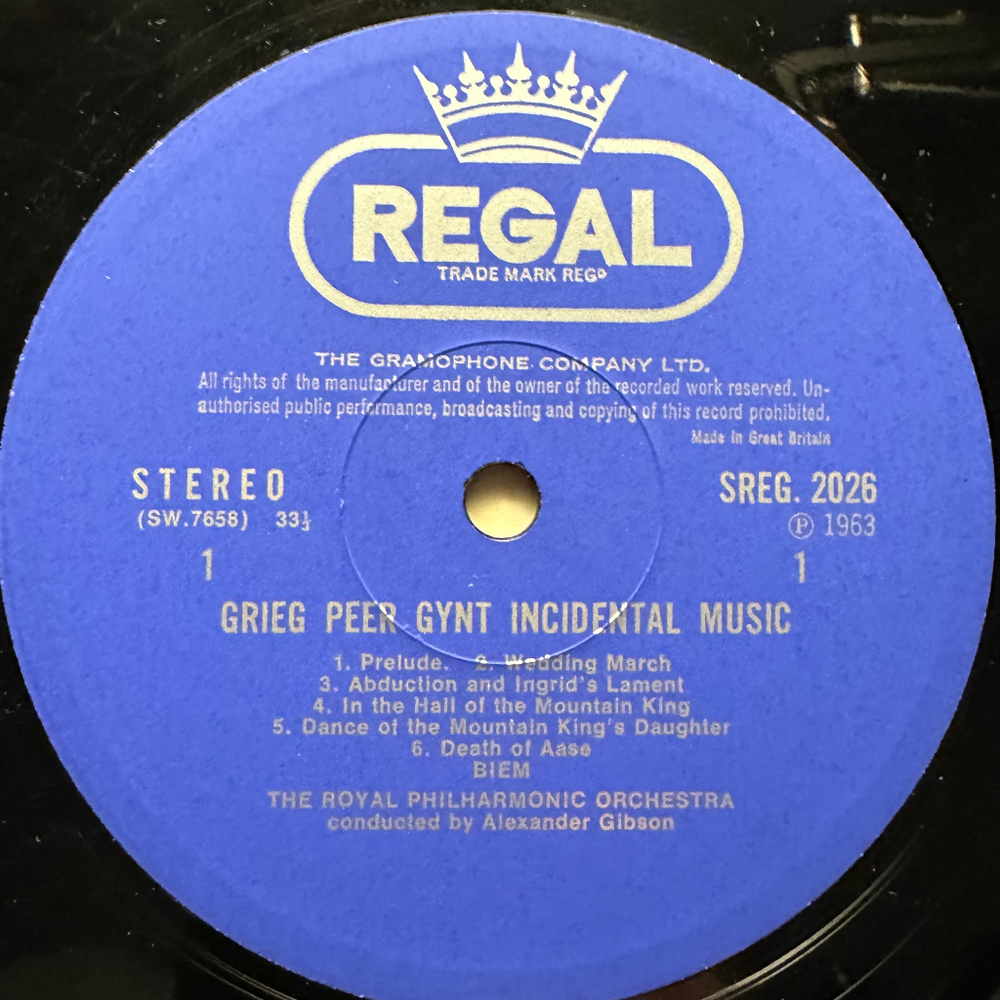 REGAL
TRADE MARK REGD
THE GRAMOPHONE COMPANY LTD.
All rights of the manufacturer and of the owner of the recorded work reserved. Un-
authorised public performance, broadcasting and copying of this record prohibited.
Made in Great Britain
STEREO
SREG. 2026
(SW.7658) 33⅓
Ⓟ 1963
1
1
GRIEG PEER GYNT INCIDENTAL MUSIC
1. Prelude. 2. Wedding March
3. Abduction and Ingrid's Lament
4. In the Hall of the Mountain King
5. Dance of the Mountain King's Daughter
6. Death of Aase
BIEM
THE ROYAL PHILHARMONIC ORCHESTRA
conducted by Alexander Gibson